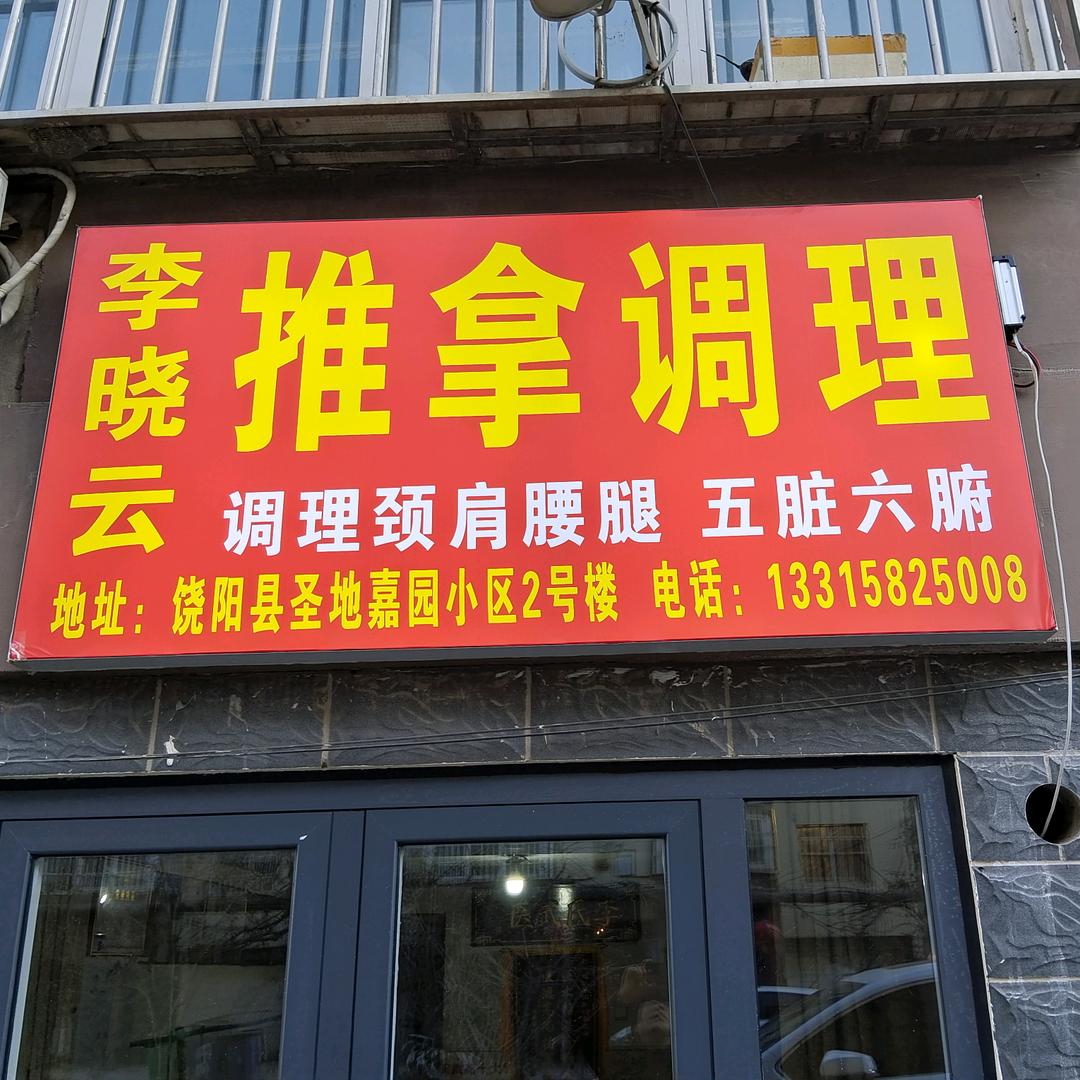 李晓云
推拿调理
调理颈肩腰腿 五脏六腑
地址：饶阳县圣地嘉园小区2号楼 电话：13315825008